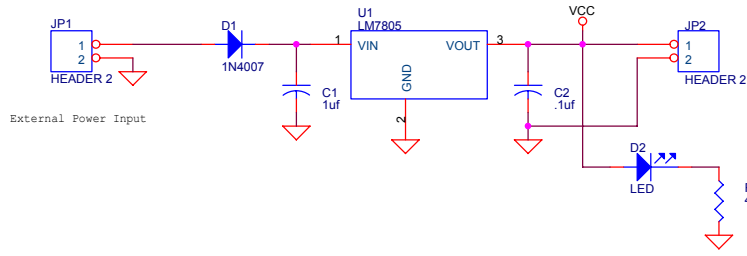 JP1
1
2
HEADER 2
External Power Input
D1
1N4007
C1
1uf
U1
LM7805
1
VIN
VOUT
3
GND
2
VCC
C2
.1uf
JP2
1
2
HEADER 2
D2
LED